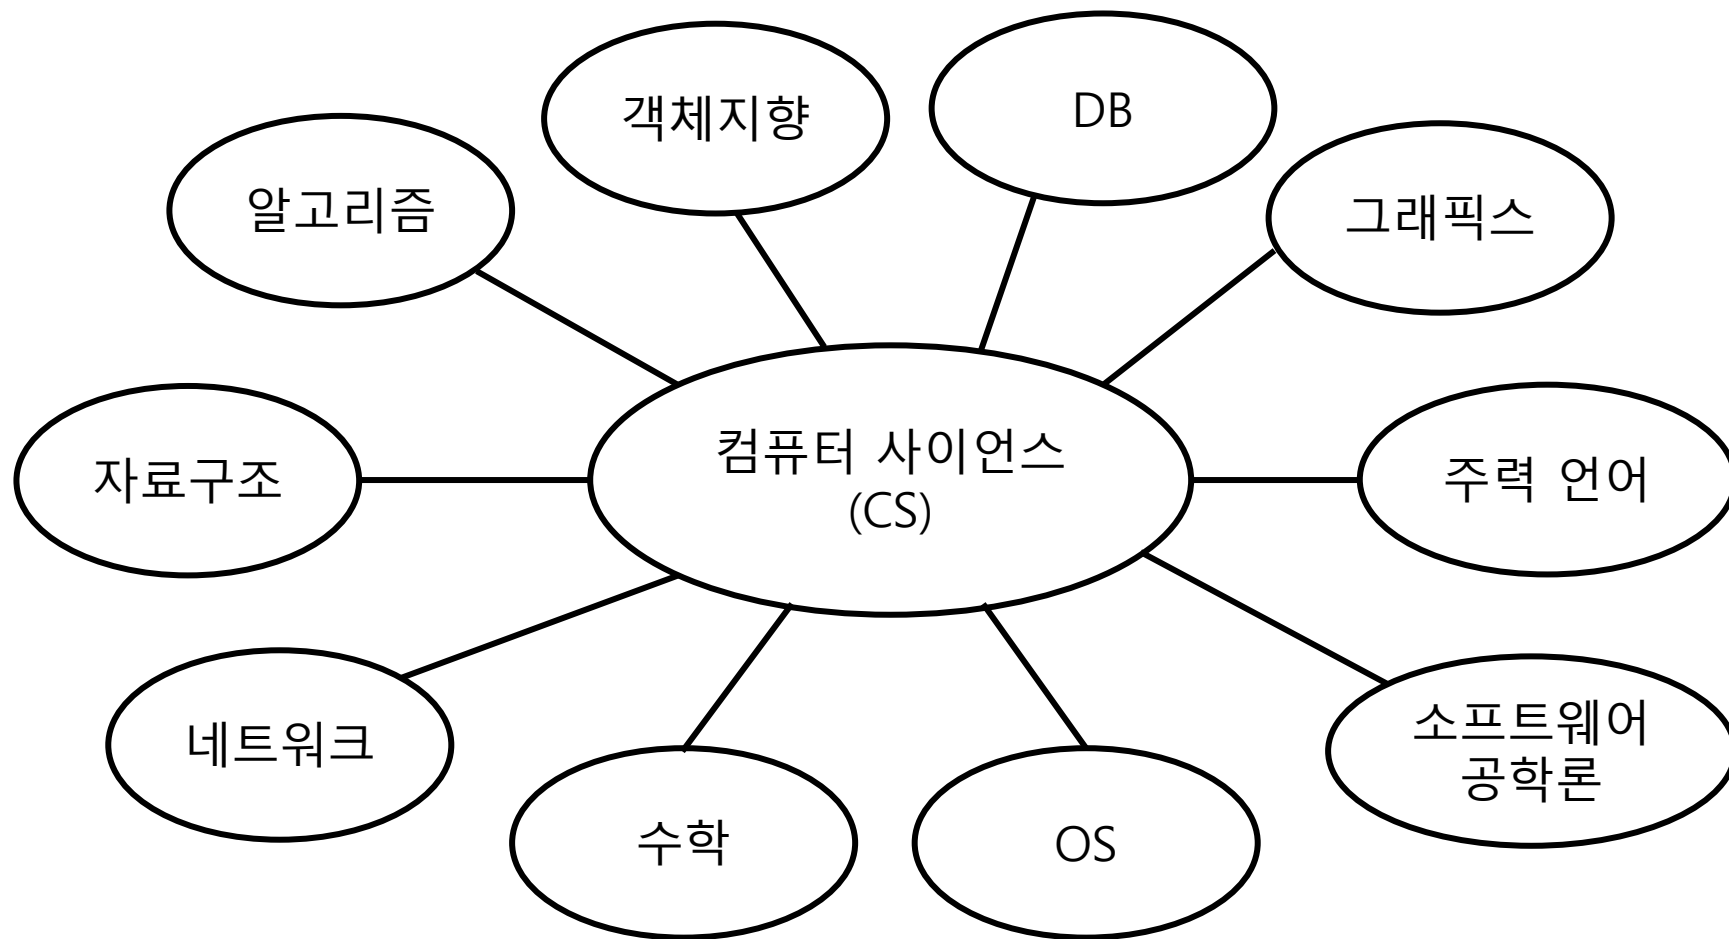 객체지향
DB
알고리즘
그래픽스
컴퓨터 사이언스
(CS)
자료구조
주력 언어
네트워크
소프트웨어
공학론
수학
OS